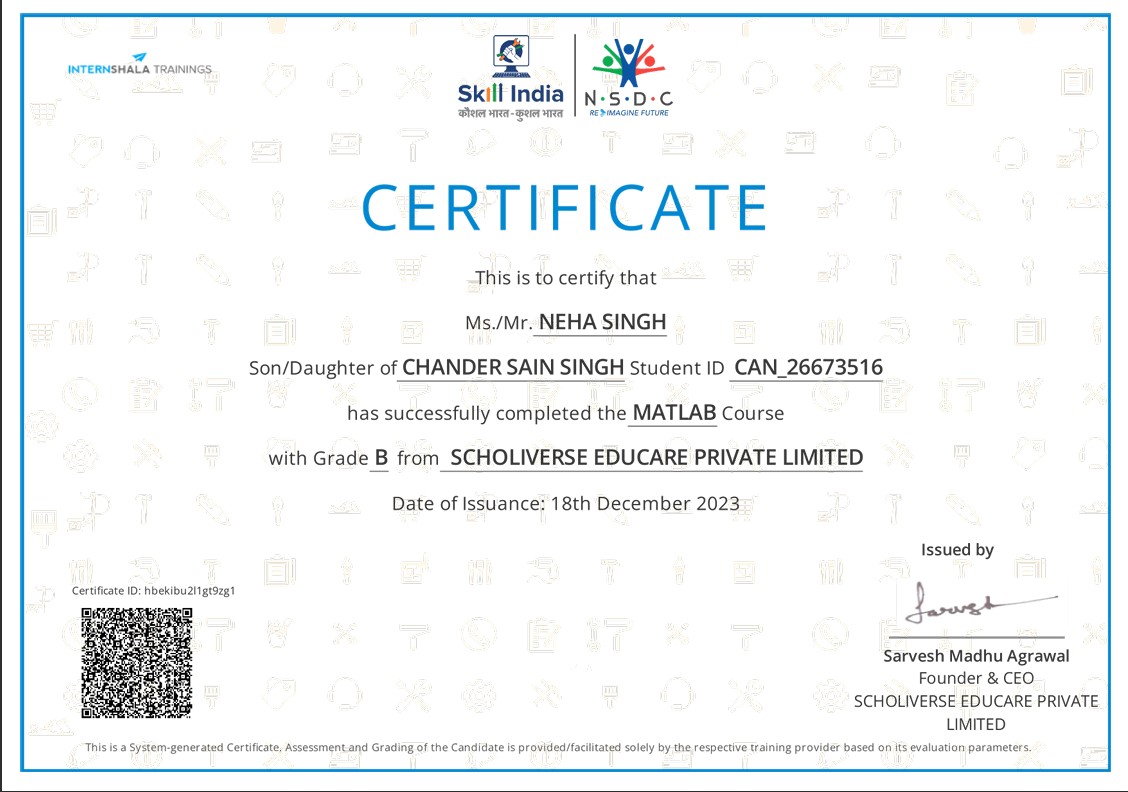 INTERNSHALA TRAININGS
Skill India
कौशल भारत - कुशल भारत
N·S·D·C
RE IMAGINE FUTURE
CERTIFICATE
This is to certify that
Ms./Mr. NEHA SINGH
Son/Daughter of CHANDER SAIN SINGH Student ID CAN_26673516
has successfully completed the MATLAB Course
with Grade B from SCHOLIVERSE EDUCARE PRIVATE LIMITED
Date of Issuance: 18th December 2023
Issued by
Certificate ID: hbekibu2l1gt9zg1
Sarvesh
Sarvesh Madhu Agrawal
Founder & CEO
SCHOLIVERSE EDUCARE PRIVATE
LIMITED
This is a System-generated Certificate. Assessment and Grading of the Candidate is provided/facilitated solely by the respective training provider based on its evaluation parameters.